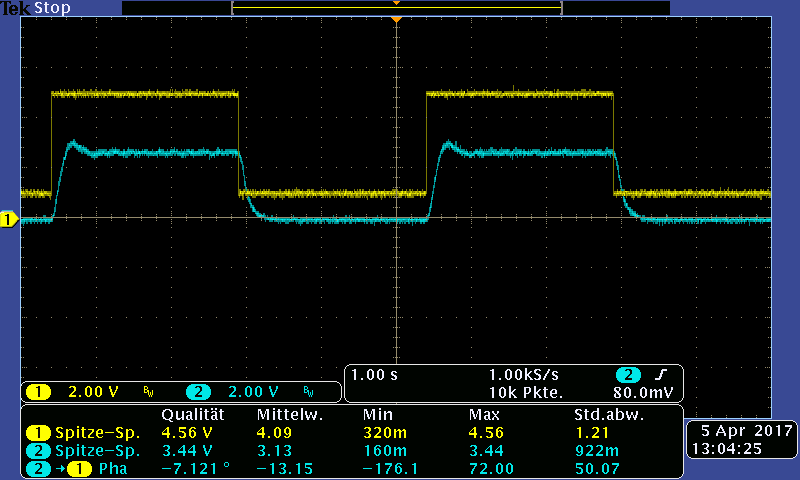 Tek Stop
1
1 2.00 V BW 2 2.00 V BW
1.00 s 1.00kS/s 2
10k Pkte. 80.0mV
Qualität Mittelw. Min Max Std.abw.
1 Spitze-Sp. 4.56 V 4.09 320m 4.56 1.21
2 Spitze-Sp. 3.44 V 3.13 160m 3.44 922m
2 → 1 Pha -7.121 ° -13.15 -176.1 72.00 50.07
5 Apr 2017
13:04:25